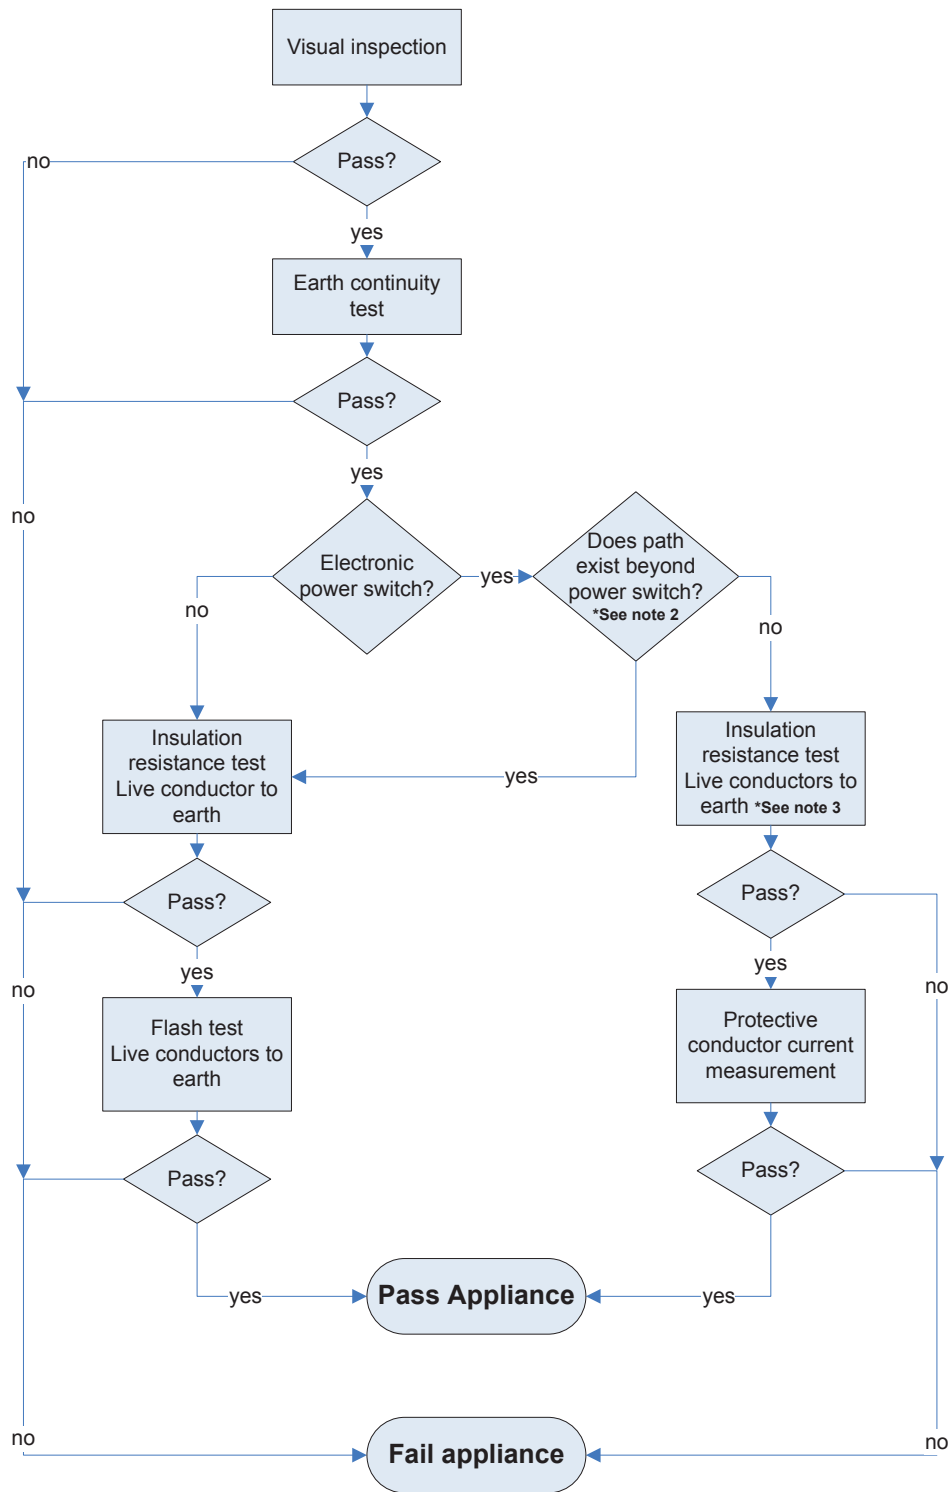 Visual inspection
Pass?
no
yes
Earth continuity
test
Pass?
yes
no
Electronic
power switch?
yes
Does path
exist beyond
power switch?
*See note 2
no
no
Insulation
resistance test
Live conductor to
earth
yes
Insulation
resistance test
Live conductors to
earth *See note 3
Pass?
Pass?
yes
no
yes
no
Flash test
Live conductors to
earth
Protective
conductor current
measurement
Pass?
Pass?
yes
Pass Appliance
yes
no
Fail appliance
no